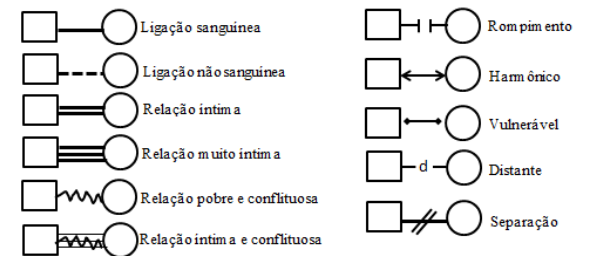 Ligação sanguinea
Ligação não sanguinea
Relação intima
Relação muito intima
Relação pobre e conflituosa
Relação intima e conflituosa
Rompimento
Harmônico
Vulnerável
d
Distante
Separação